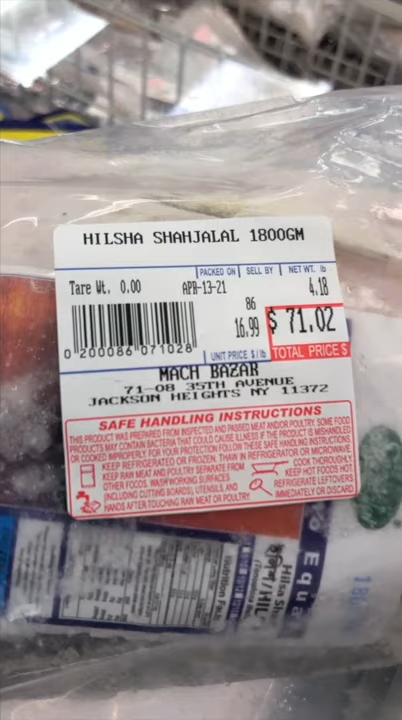 HILSHA SHAHJALAL 1800GM
PACKED ON SELL BY NET WT. lb
Tare Wt. 0.00 APR-13-21 4.18
86
16.99 $ 71.02
0 200086 071028 UNIT PRICE $/lb TOTAL PRICE $
MACH BAZAR
71-08 35TH AVENUE
JACKSON HEIGHTS NY 11372
SAFE HANDLING INSTRUCTIONS
THIS PRODUCT WAS PREPARED FROM INSPECTED AND PASSED MEAT AND/OR POULTRY. SOME FOOD
PRODUCTS MAY CONTAIN BACTERIA THAT COULD CAUSE ILLNESS IF THE PRODUCT IS MISHANDLED
OR COOKED IMPROPERLY. FOR YOUR PROTECTION FOLLOW THESE SAFE HANDLING INSTRUCTIONS.
KEEP REFRIGERATED OR FROZEN. THAW IN REFRIGERATOR OR MICROWAVE.
KEEP RAW MEAT AND POULTRY SEPARATE FROM
OTHER FOODS. WASH WORKING SURFACES
(INCLUDING CUTTING BOARDS), UTENSILS AND
HANDS AFTER TOUCHING RAW MEAT OR POULTRY.
COOK THOROUGHLY
KEEP HOT FOODS HOT
REFRIGERATE LEFTOVERS
IMMEDIATELY OR DISCARD
Nutrition Facts
Equa